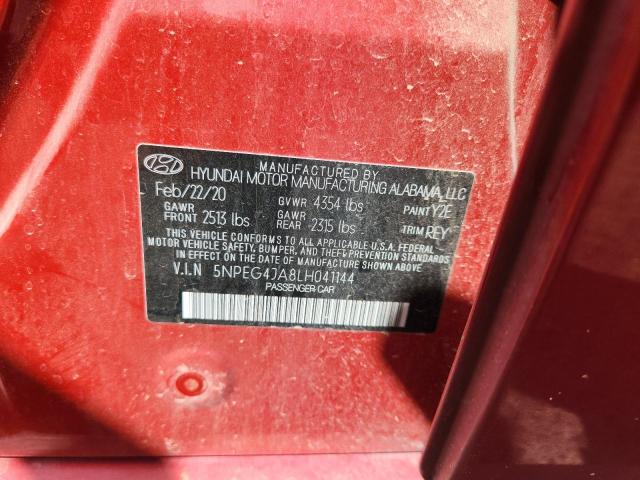 MANUFACTURED BY
HYUNDAI MOTOR MANUFACTURING ALABAMA, LLC
Feb/22/20 GVWR 4354 lbs PAINT Y2E
GAWR FRONT 2513 lbs GAWR REAR 2315 lbs TRIM REY
THIS VEHICLE CONFORMS TO ALL APPLICABLE U.S.A. FEDERAL
MOTOR VEHICLE SAFETY, BUMPER, AND THEFT PREVENTION STANDARDS
IN EFFECT ON THE DATE OF MANUFACTURE SHOWN ABOVE.
V.I.N 5NPEG4JA8LH041144
PASSENGER CAR